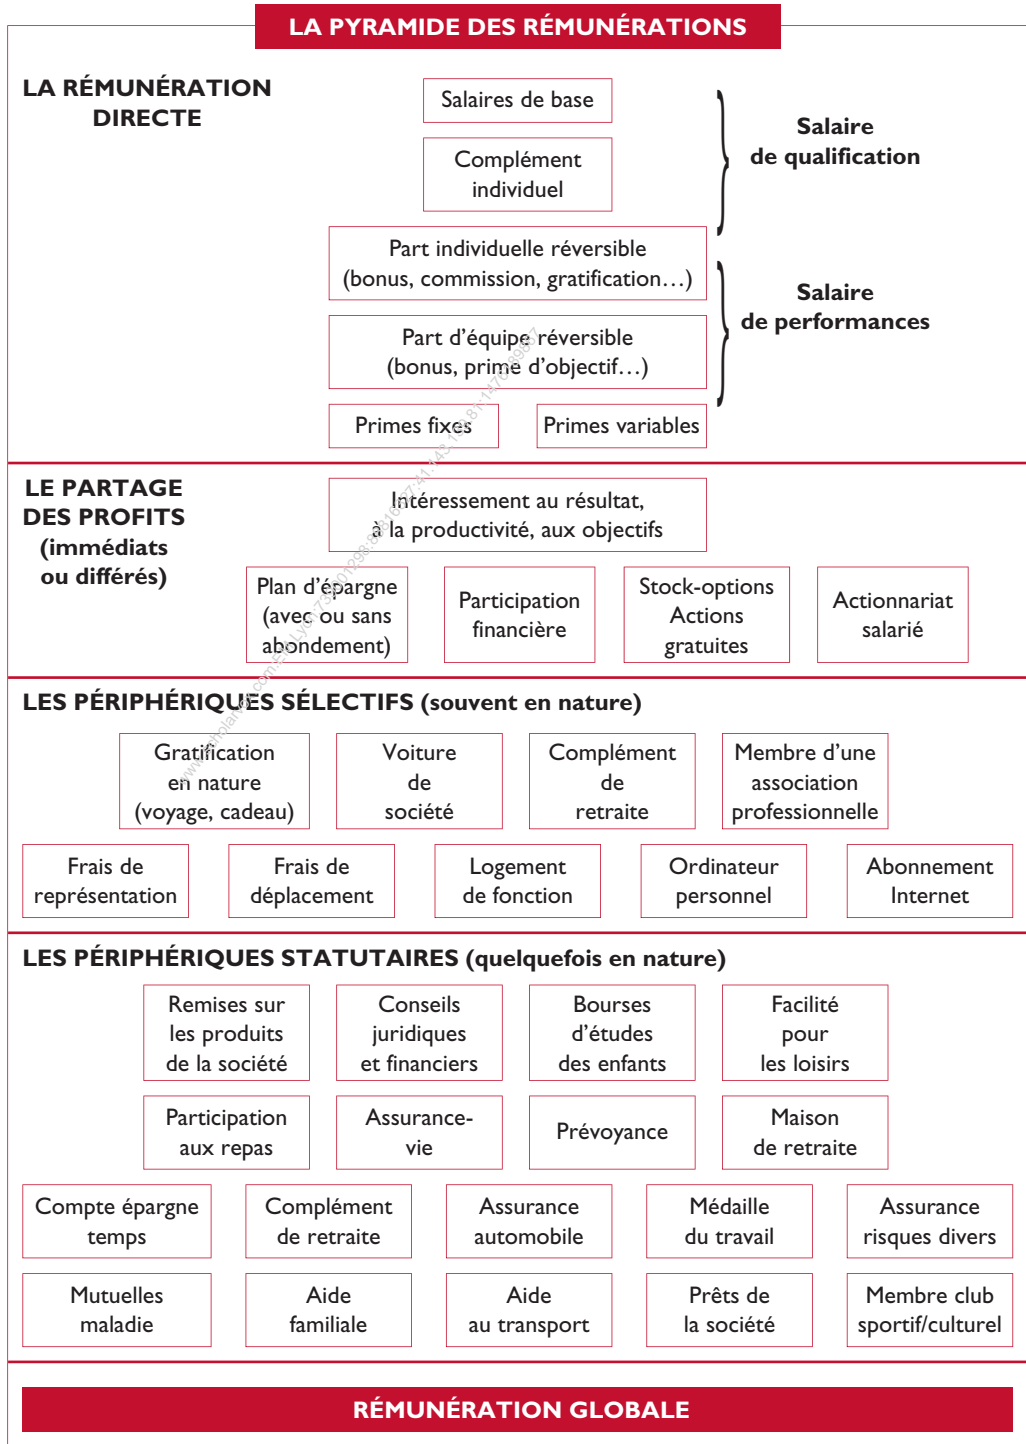 LA PYRAMIDE DES RÉMUNÉRATIONS
LA RÉMUNÉRATION
DIRECTE
Salaires de base
Complément
individuel
Salaire
de qualification
Part individuelle réversible
(bonus, commission, gratification…)
Part d'équipe réversible
(bonus, prime d'objectif…)
Salaire
de performances
Primes fixes
Primes variables
LE PARTAGE
DES PROFITS
(immédiats
ou différés)
Intéressement au résultat,
à la productivité, aux objectifs
Plan d'épargne
(avec ou sans
abondement)
Participation
financière
Stock-options
Actions
gratuites
Actionnariat
salarié
LES PÉRIPHÉRIQUES SÉLECTIFS (souvent en nature)
Gratification
en nature
(voyage, cadeau)
Voiture
de
société
Complément
de
retraite
Membre d'une
association
professionnelle
Frais de
représentation
Frais de
déplacement
Logement
de fonction
Ordinateur
personnel
Abonnement
Internet
LES PÉRIPHÉRIQUES STATUTAIRES (quelquefois en nature)
Remises sur
les produits
de la société
Conseils
juridiques
et financiers
Bourses
d'études
des enfants
Facilité
pour
les loisirs
Participation
aux repas
Assurance-
vie
Prévoyance
Maison
de retraite
Compte épargne
temps
Complément
de retraite
Assurance
automobile
Médaille
du travail
Assurance
risques divers
Mutuelles
maladie
Aide
familiale
Aide
au transport
Prêts de
la société
Membre club
sportif/culturel
RÉMUNÉRATION GLOBALE